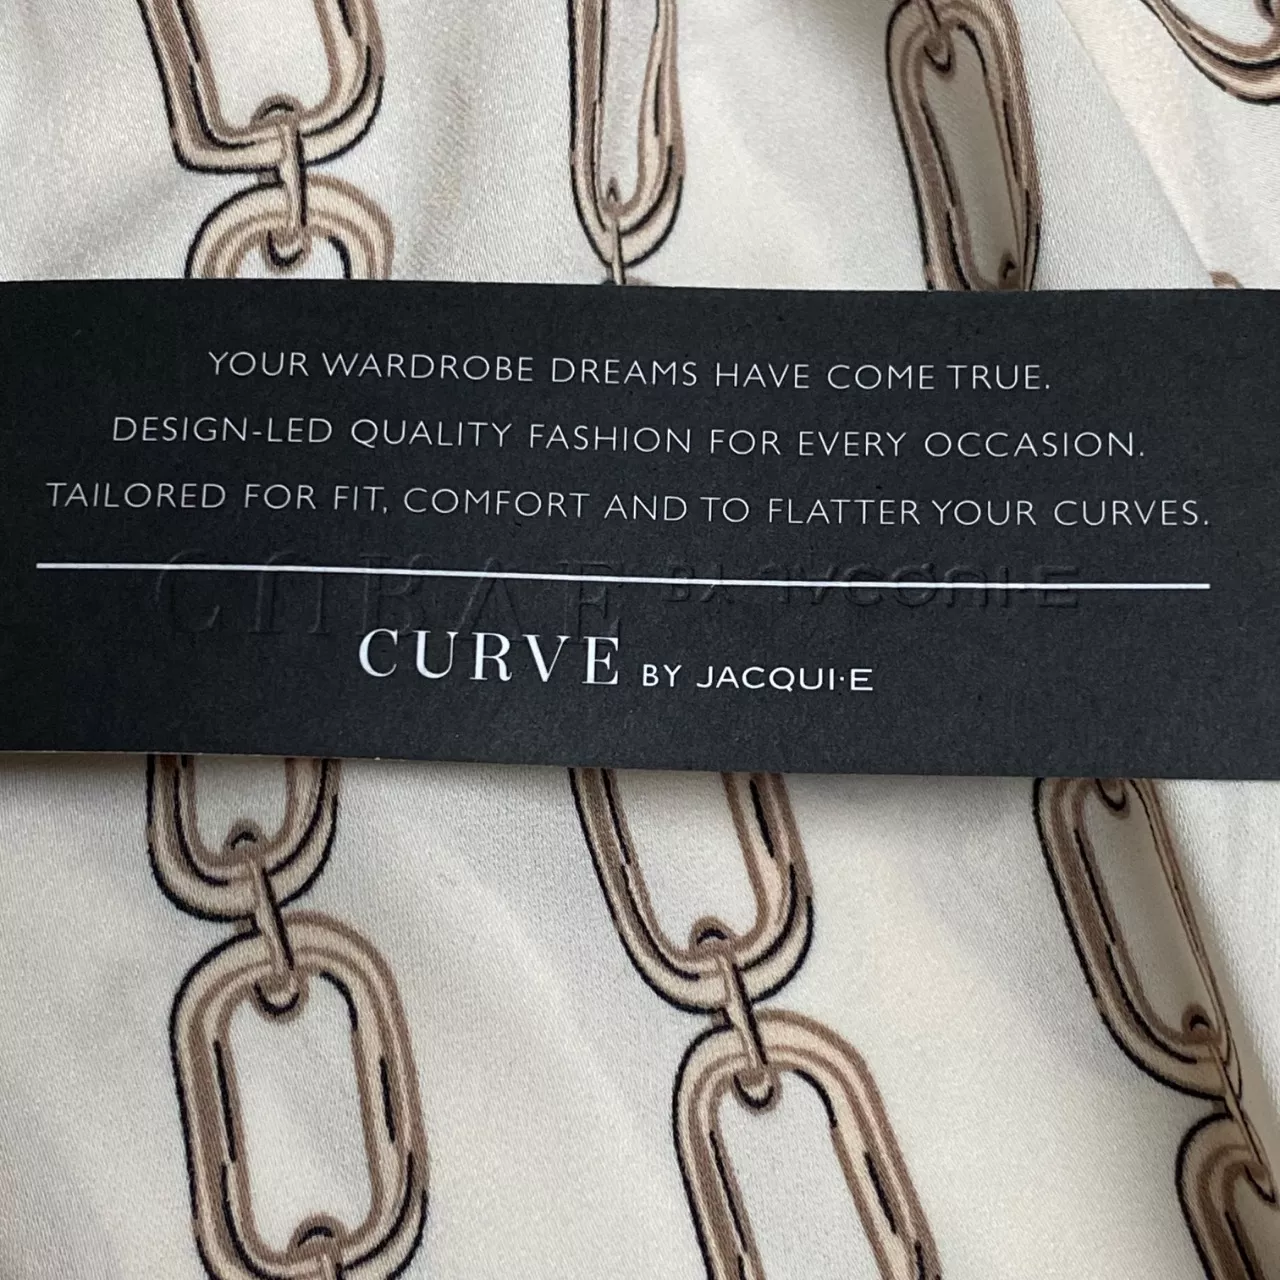 YOUR WARDROBE DREAMS HAVE COME TRUE.
DESIGN-LED QUALITY FASHION FOR EVERY OCCASION.
TAILORED FOR FIT, COMFORT AND TO FLATTER YOUR CURVES.
CURVE BY JACQUI·E